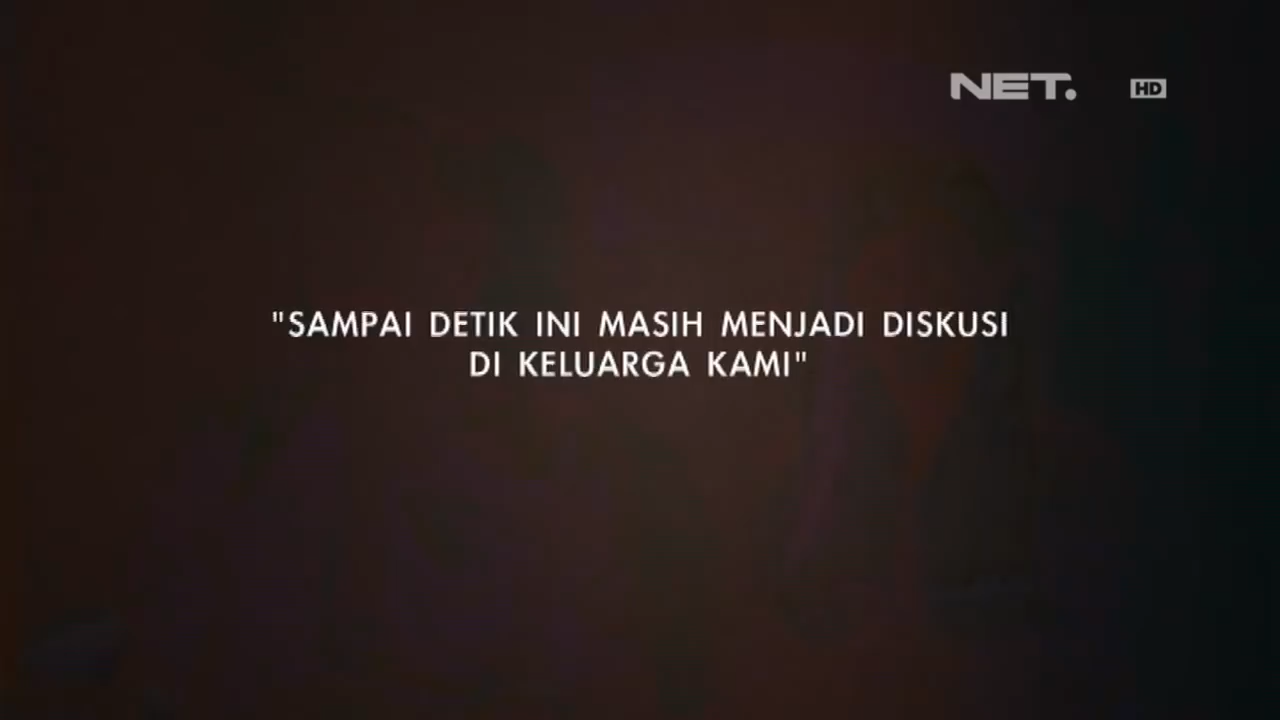 NET. HD
"SAMPAI DETIK INI MASIH MENJADI DISKUSI
DI KELUARGA KAMI"